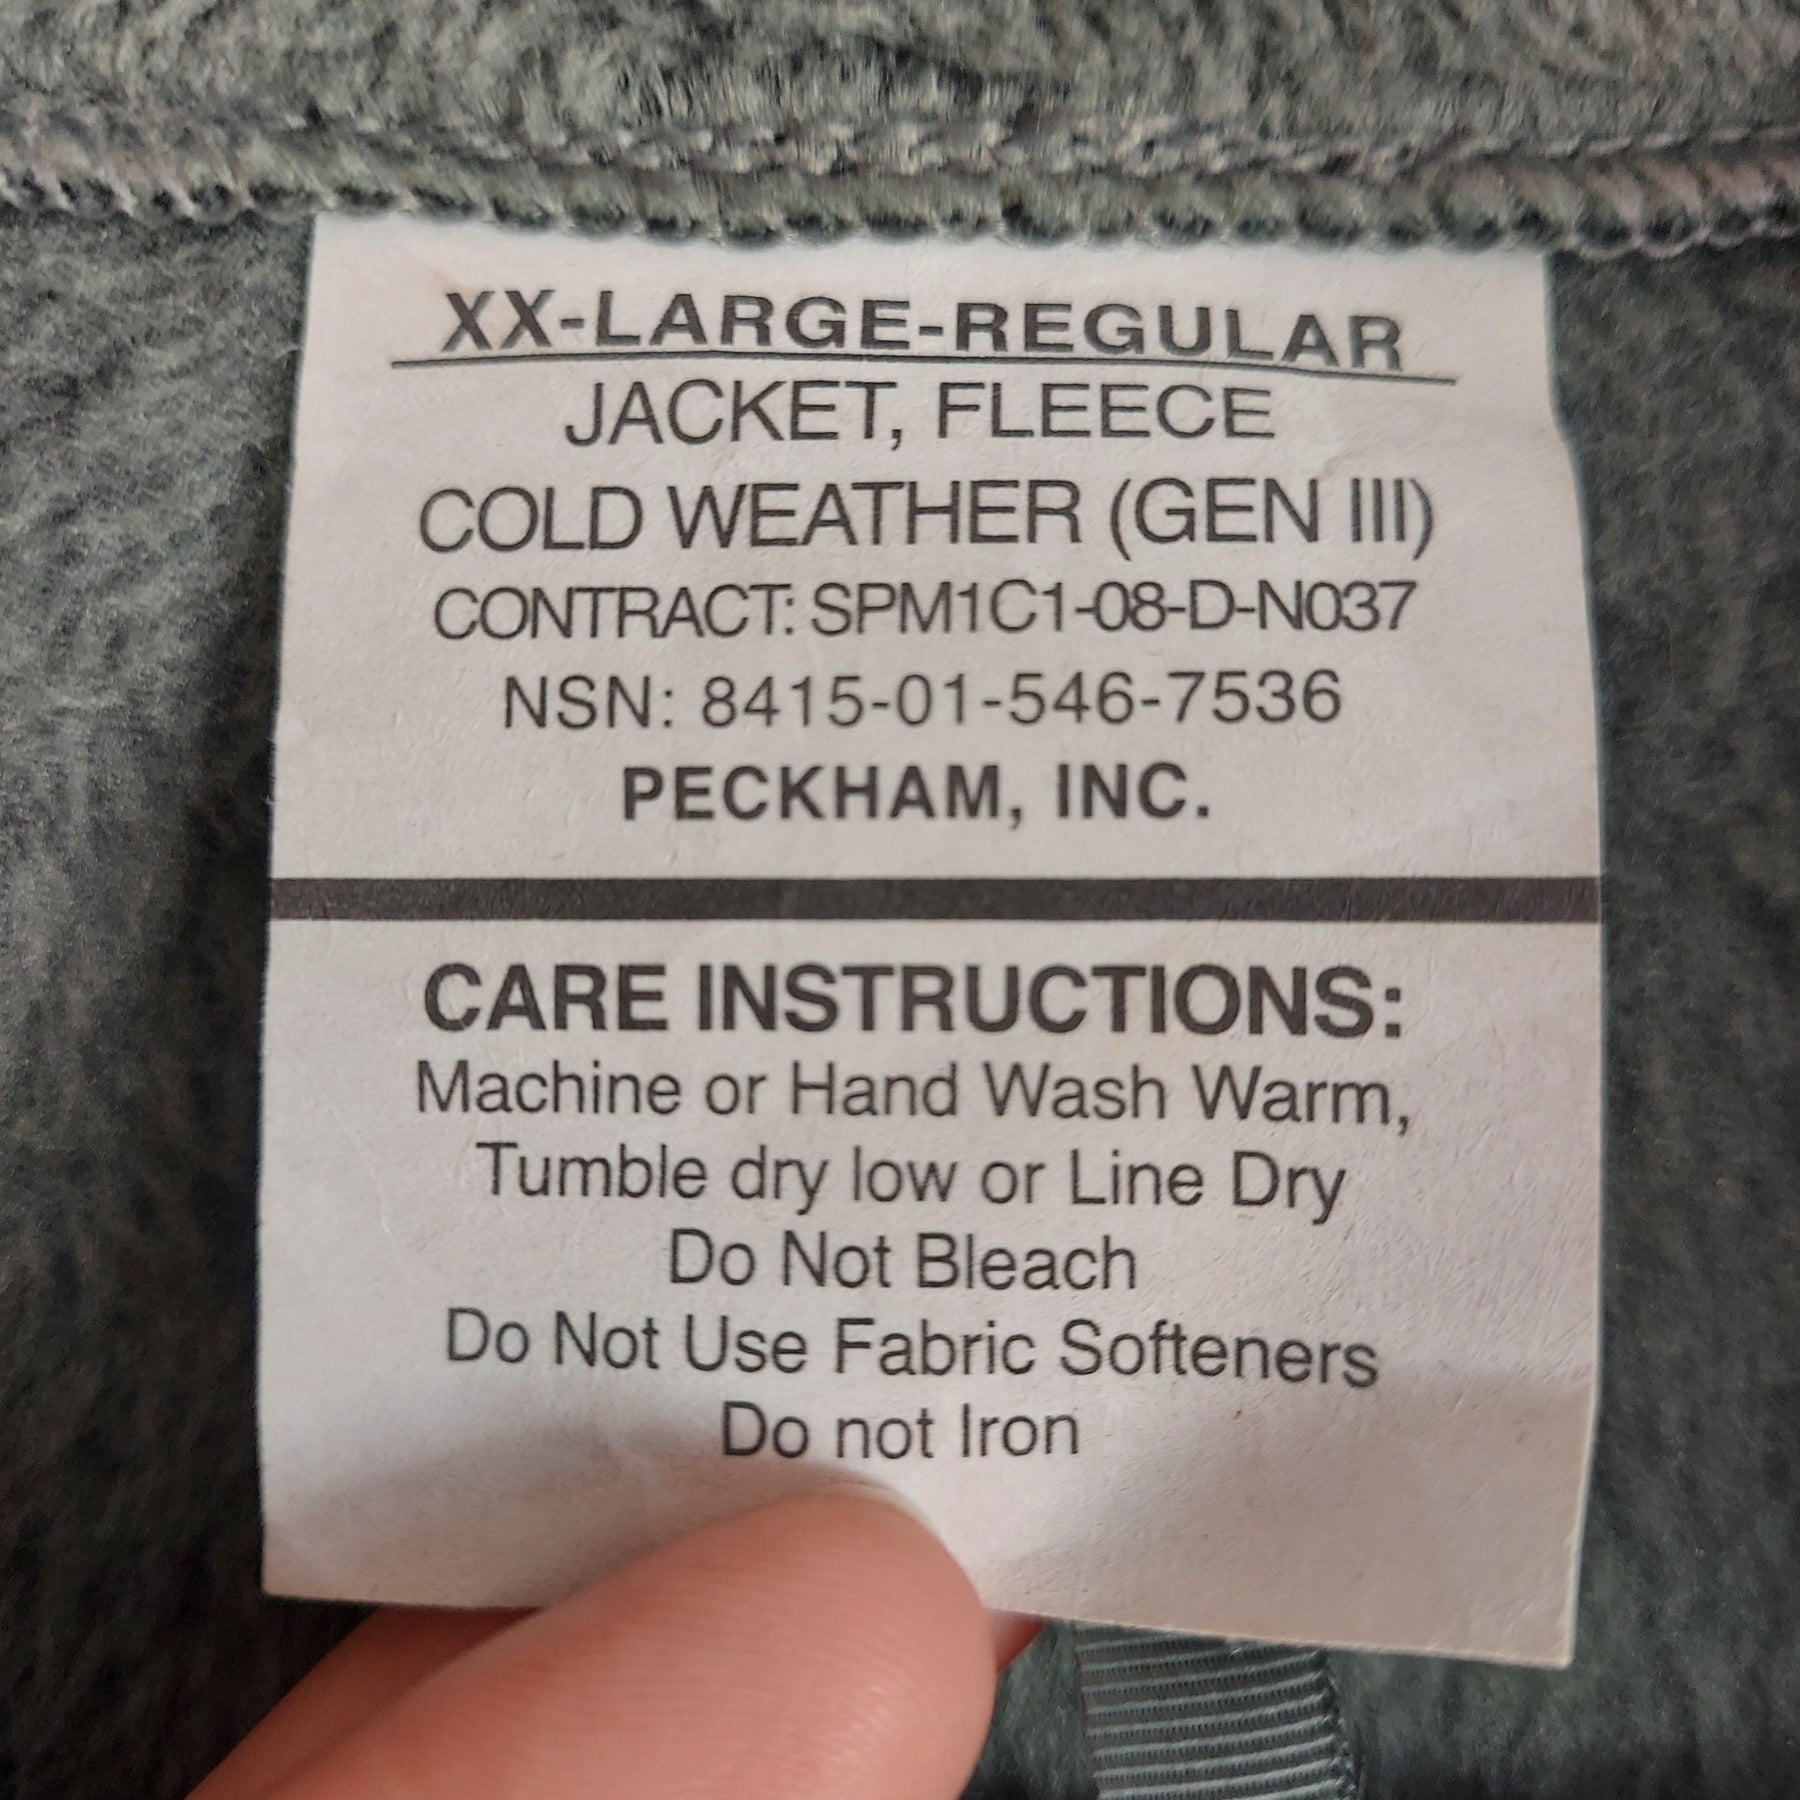 XX-LARGE-REGULAR
JACKET, FLEECE
COLD WEATHER (GEN III)
CONTRACT: SPM1C1-08-D-N037
NSN: 8415-01-546-7536
PECKHAM, INC.
CARE INSTRUCTIONS:
Machine or Hand Wash Warm,
Tumble dry low or Line Dry
Do Not Bleach
Do Not Use Fabric Softeners
Do not Iron